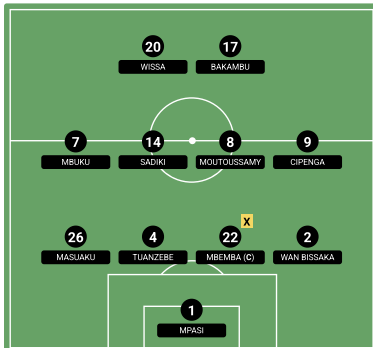 20 17
WISSA BAKAMBU
7 14 8 9
MBUKU SADIKI MOUTOUSSAMY CIPENGA
X
26 4 22 2
MASUAKU TUANZEBE MBEMBA (C) WAN BISSAKA
1
MPASI